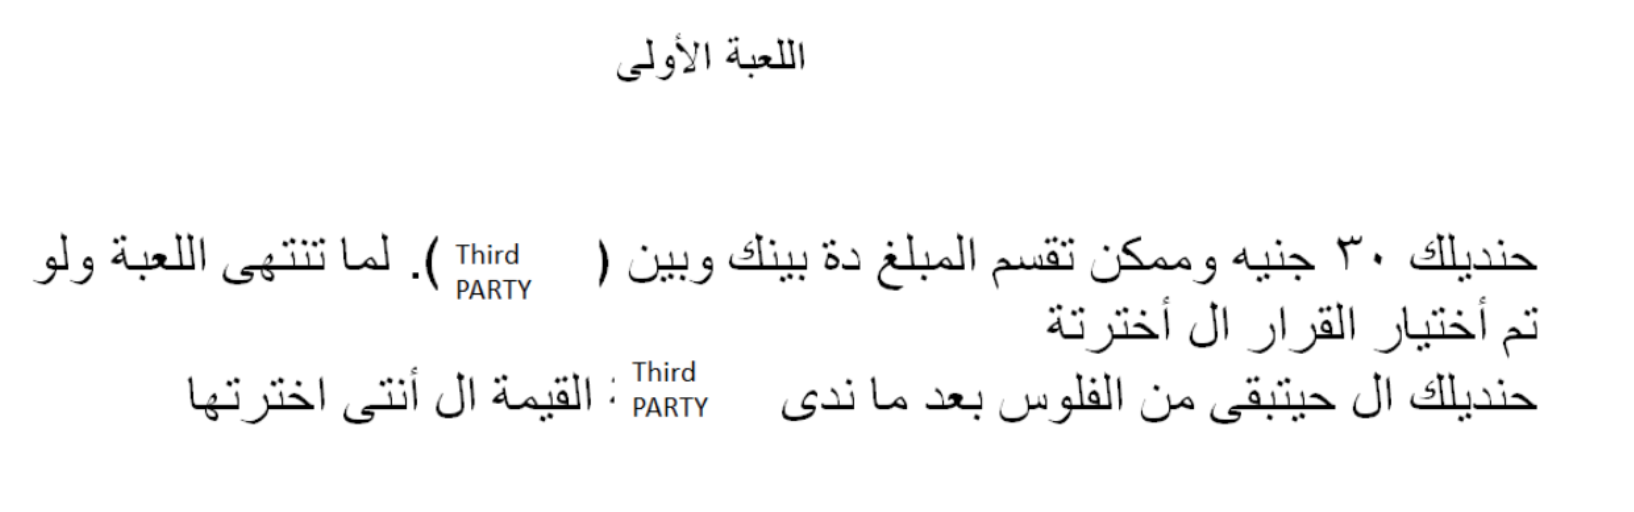 اللعبة الأولى
حنديلك ٣٠ جنيه وممكن تقسم المبلغ دة بينك وبين ( Third PARTY ). لما تنتهى اللعبة ولو
تم أختيار القرار ال أخترتة
حنديلك ال حيتبقى من الفلوس بعد ما ندى Third PARTY القيمة ال أنتى اخترتها